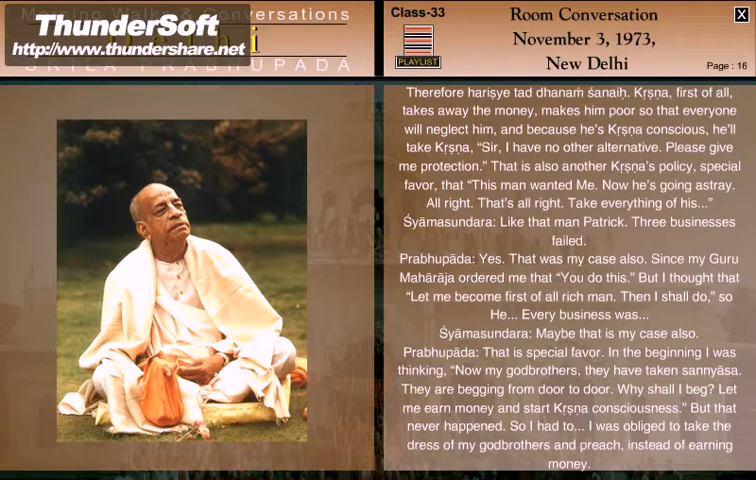 Morning Walks & Conversations
ThunderSoft
http://www.thundershare.net
SRILA PRABHUPADA
Class-33
PLAYLIST
Room Conversation
November 3, 1973,
New Delhi
X
Page : 16
Therefore hariṣye tad dhanaṁ śanaiḥ. Kṛṣṇa, first of all,
takes away the money, makes him poor so that everyone
will neglect him, and because he's Kṛṣṇa conscious, he'll
take Kṛṣṇa, “Sir, I have no other alternative. Please give
me protection.” That is also another Kṛṣṇa's policy, special
favor, that “This man wanted Me. Now he's going astray.
All right. That's all right. Take everything of his...”
Śyāmasundara: Like that man Patrick. Three businesses
failed.
Prabhupāda: Yes. That was my case also. Since my Guru
Mahārāja ordered me that “You do this.” But I thought that
“Let me become first of all rich man. Then I shall do,” so
He... Every business was...
Śyāmasundara: Maybe that is my case also.
Prabhupāda: That is special favor. In the beginning I was
thinking, “Now my godbrothers, they have taken sannyāsa.
They are begging from door to door. Why shall I beg? Let
me earn money and start Kṛṣṇa consciousness.” But that
never happened. So I had to... I was obliged to take the
dress of my godbrothers and preach, instead of earning
money.